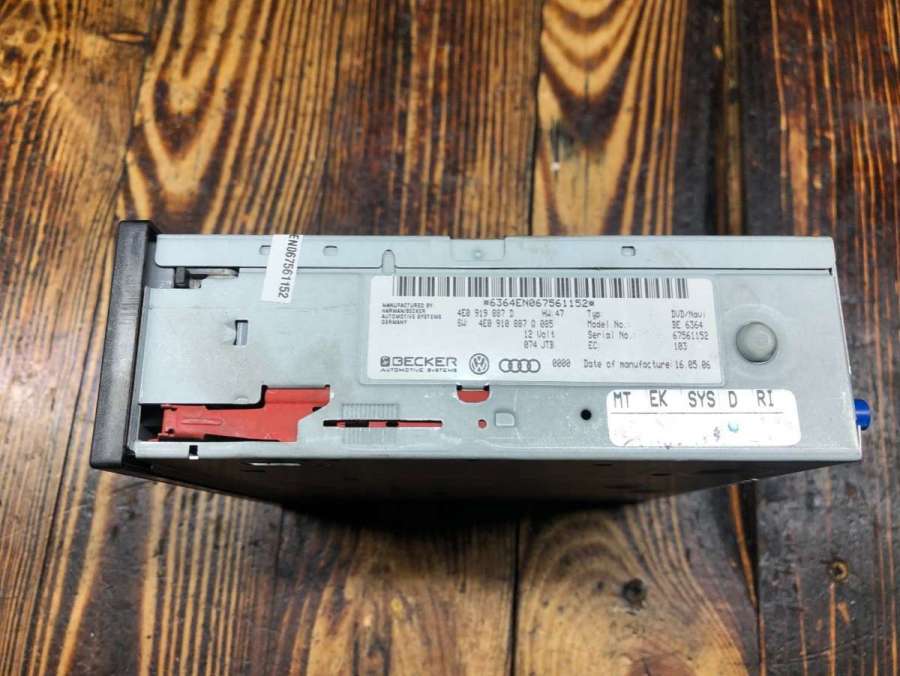 EN067561152
*6364EN067561152*
MANUFACTURED BY
HARMAN/BECKER
AUTOMOTIVE SYSTEMS
GERMANY
4E0 919 887 D HW:47
SW: 4E0 910 887 D 085
12 Volt
074 JTB
Typ: DVD/Navi
Model No.: BE 6364
Serial No.: 67561152
EC: 103
BECKER
AUTOMOTIVE SYSTEMS
0000 Date of manufacture: 16.05.06
MT EK SYS D RI